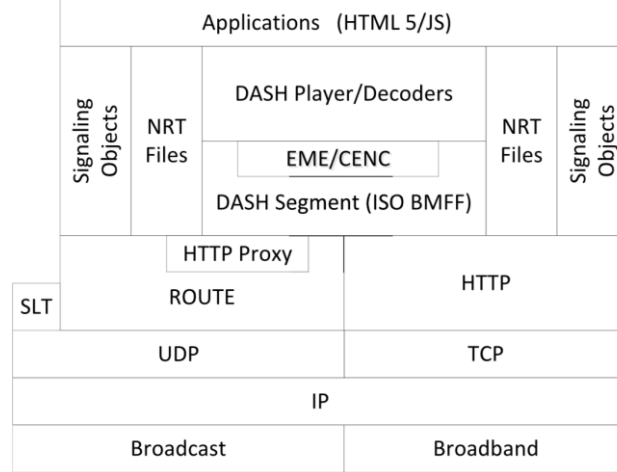 Applications (HTML 5/JS)
Signaling
Objects
NRT
Files
DASH Player/Decoders
EME/CENC
DASH Segment (ISO BMFF)
NRT
Files
Signaling
Objects
HTTP Proxy
ROUTE
HTTP
SLT
UDP
TCP
IP
Broadcast
Broadband